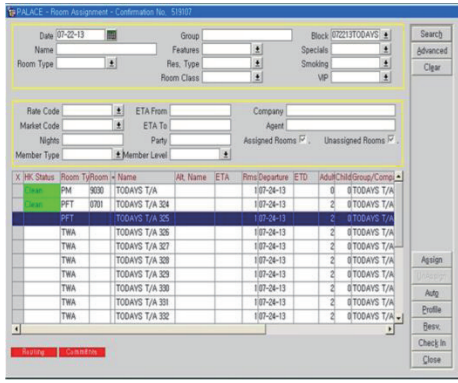 PALACE - Room Assignment - Confirmation No. 519107
Date 07-22-13 Group Block 072213TODAYS Search
Name Features Specials Advanced
Room Type Res. Type Smoking Clear
Room Class VIP
Rate Code ETA From Company
Market Code ETA To Agent
Nights Party Assigned Rooms Unassigned Rooms
Member Type Member Level
X HK Status Room Ty Room Name Alt. Name ETA Rms Departure ETD Adult Child Group/Comp.
Clean PM 9030 TODAYS T/A 1 07-24-13 0 0 TODAYS T/A
Clean PFT 0701 TODAYS T/A 324 1 07-24-13 2 0 TODAYS T/A
PFT TODAYS T/A 325 1 07-24-13 2 0 TODAYS T/A
TWA TODAYS T/A 326 1 07-24-13 2 0 TODAYS T/A
TWA TODAYS T/A 327 1 07-24-13 2 0 TODAYS T/A
TWA TODAYS T/A 328 1 07-24-13 2 0 TODAYS T/A
TWA TODAYS T/A 329 1 07-24-13 2 0 TODAYS T/A
TWA TODAYS T/A 330 1 07-24-13 2 0 TODAYS T/A
TWA TODAYS T/A 331 1 07-24-13 2 0 TODAYS T/A
TWA TODAYS T/A 332 1 07-24-13 2 0 TODAYS T/A
Assign
Auto
Profile
Resv.
Check In
Close
Routing Comments